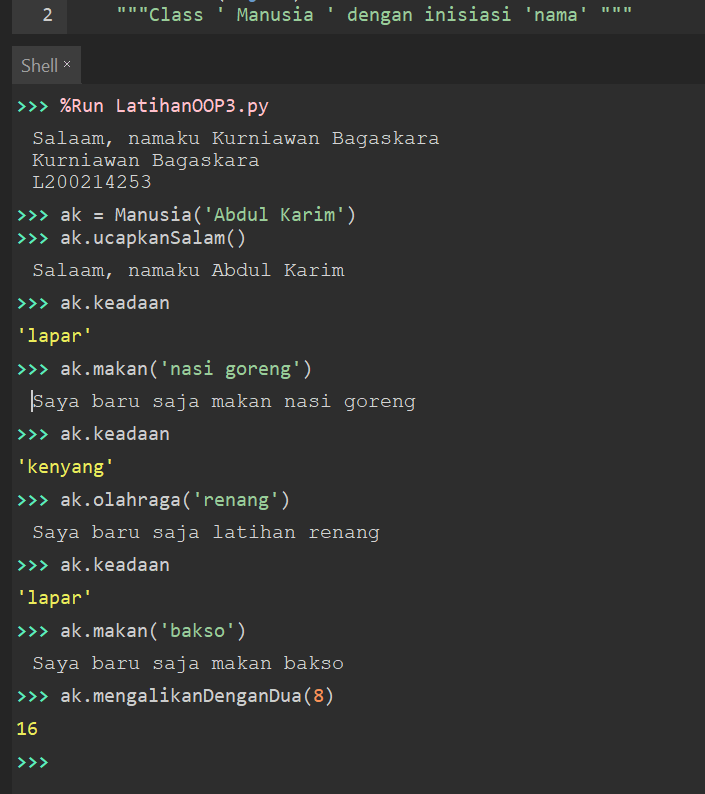 2 """Class ' Manusia ' dengan inisiasi 'nama' """
Shell ×
>>> %Run LatihanOOP3.py
Salaam, namaku Kurniawan Bagaskara
Kurniawan Bagaskara
L200214253
>>> ak = Manusia('Abdul Karim')
>>> ak.ucapkanSalam()
Salaam, namaku Abdul Karim
>>> ak.keadaan
'lapar'
>>> ak.makan('nasi goreng')
Saya baru saja makan nasi goreng
>>> ak.keadaan
'kenyang'
>>> ak.olahraga('renang')
Saya baru saja latihan renang
>>> ak.keadaan
'lapar'
>>> ak.makan('bakso')
Saya baru saja makan bakso
>>> ak.mengalikanDenganDua(8)
16
>>>